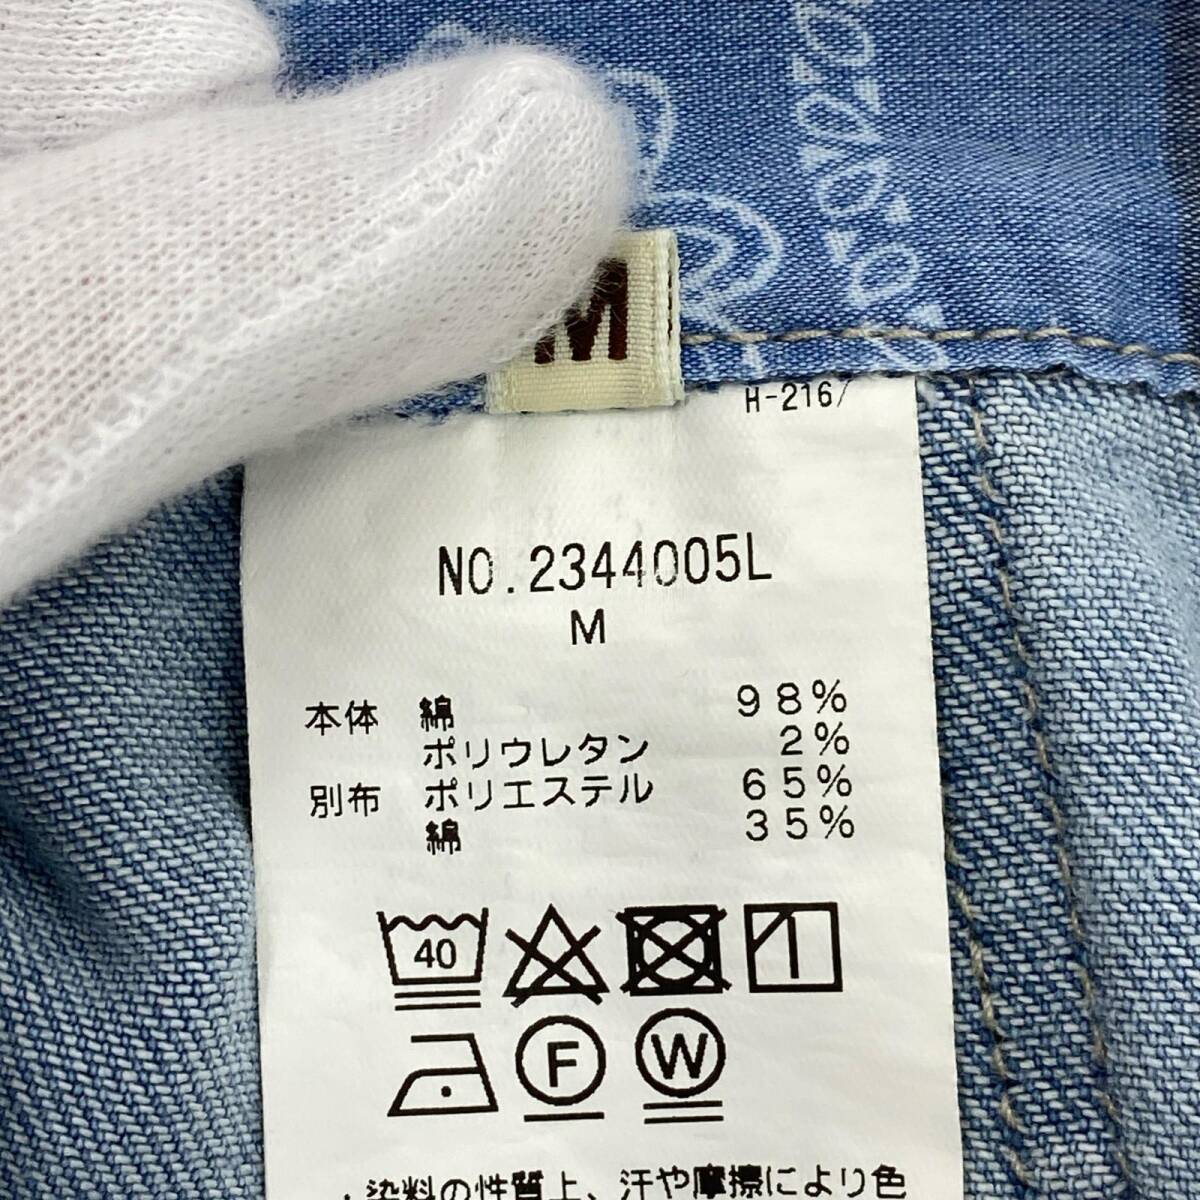 M
H-216/
NO.2344005L
M
本体 綿 98%
ポリウレタン 2%
別布 ポリエステル 65%
綿 35%
40
F
W
・染料の性質上、汗や摩擦により色